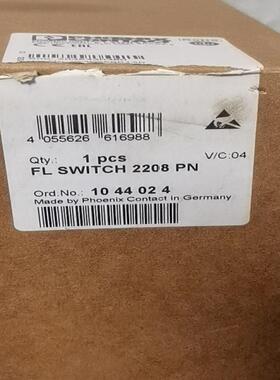 EAC
4 055626 616988
Qty.: 1 pcs V/C:04
FL SWITCH 2208 PN
Ord.No.: 10 44 02 4
Made by Phoenix Contact in Germany